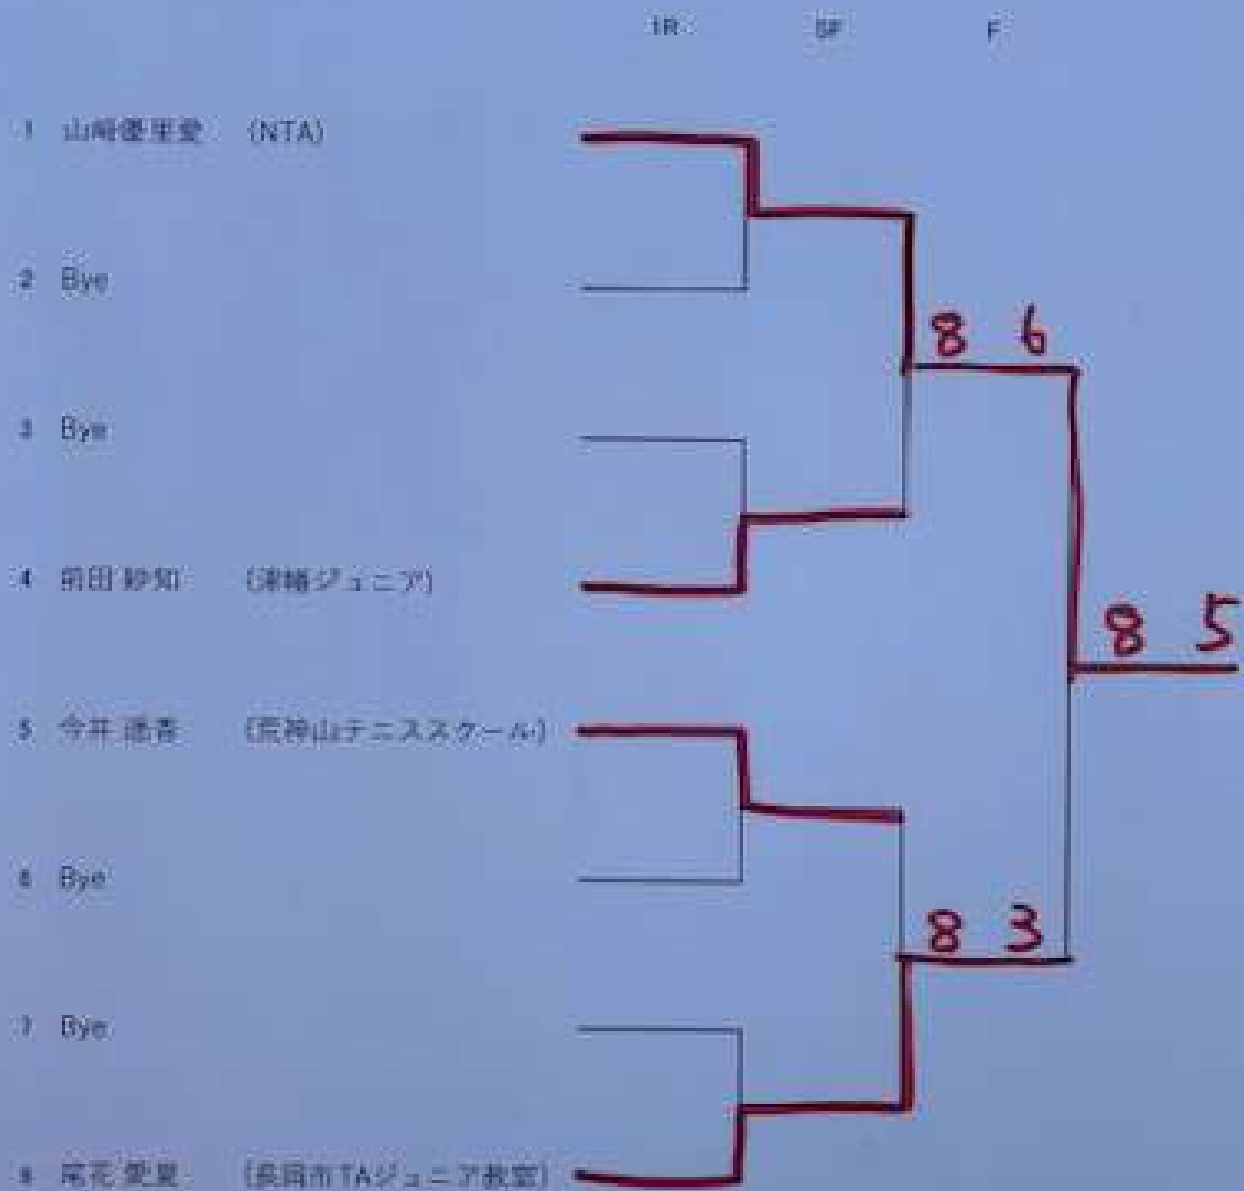 1R SF F
1 山崎優里愛 (NTA)
2 Bye
8 6
3 Bye
4 前田 紗知 (津幡ジュニア)
8 5
5 今井 (荒神山テニススクール)
6 Bye
8 3
7 Bye
8 尾花 愛夏 (長岡市TAジュニア教室)